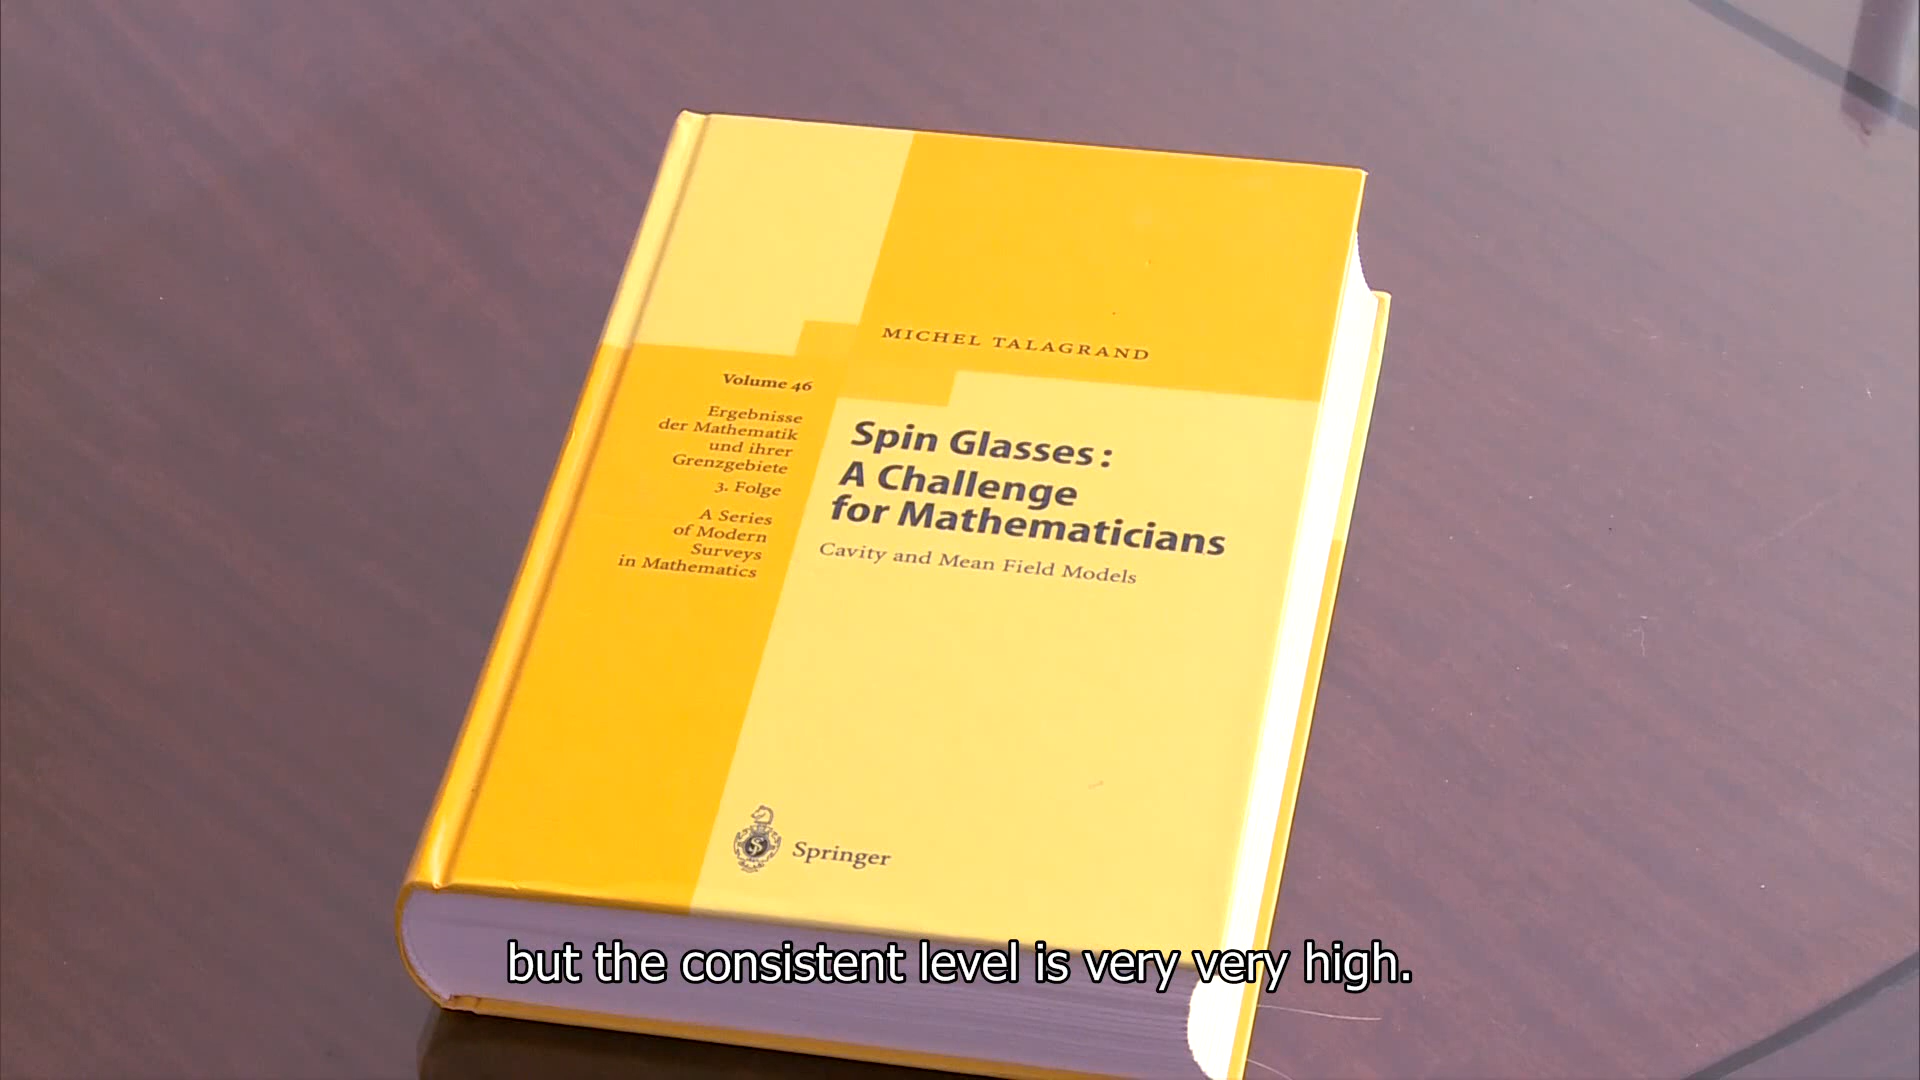 MICHEL TALAGRAND
Volume 46
Ergebnisse
der Mathematik
und ihrer
Grenzgebiete
3. Folge
A Series
of Modern
Surveys
in Mathematics
Spin Glasses:
A Challenge
for Mathematicians
Cavity and Mean Field Models
Springer
but the consistent level is very very high.